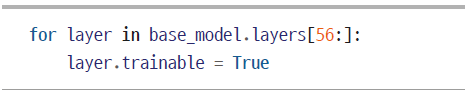 for layer in base_model.layers[56:]:
    layer.trainable = True